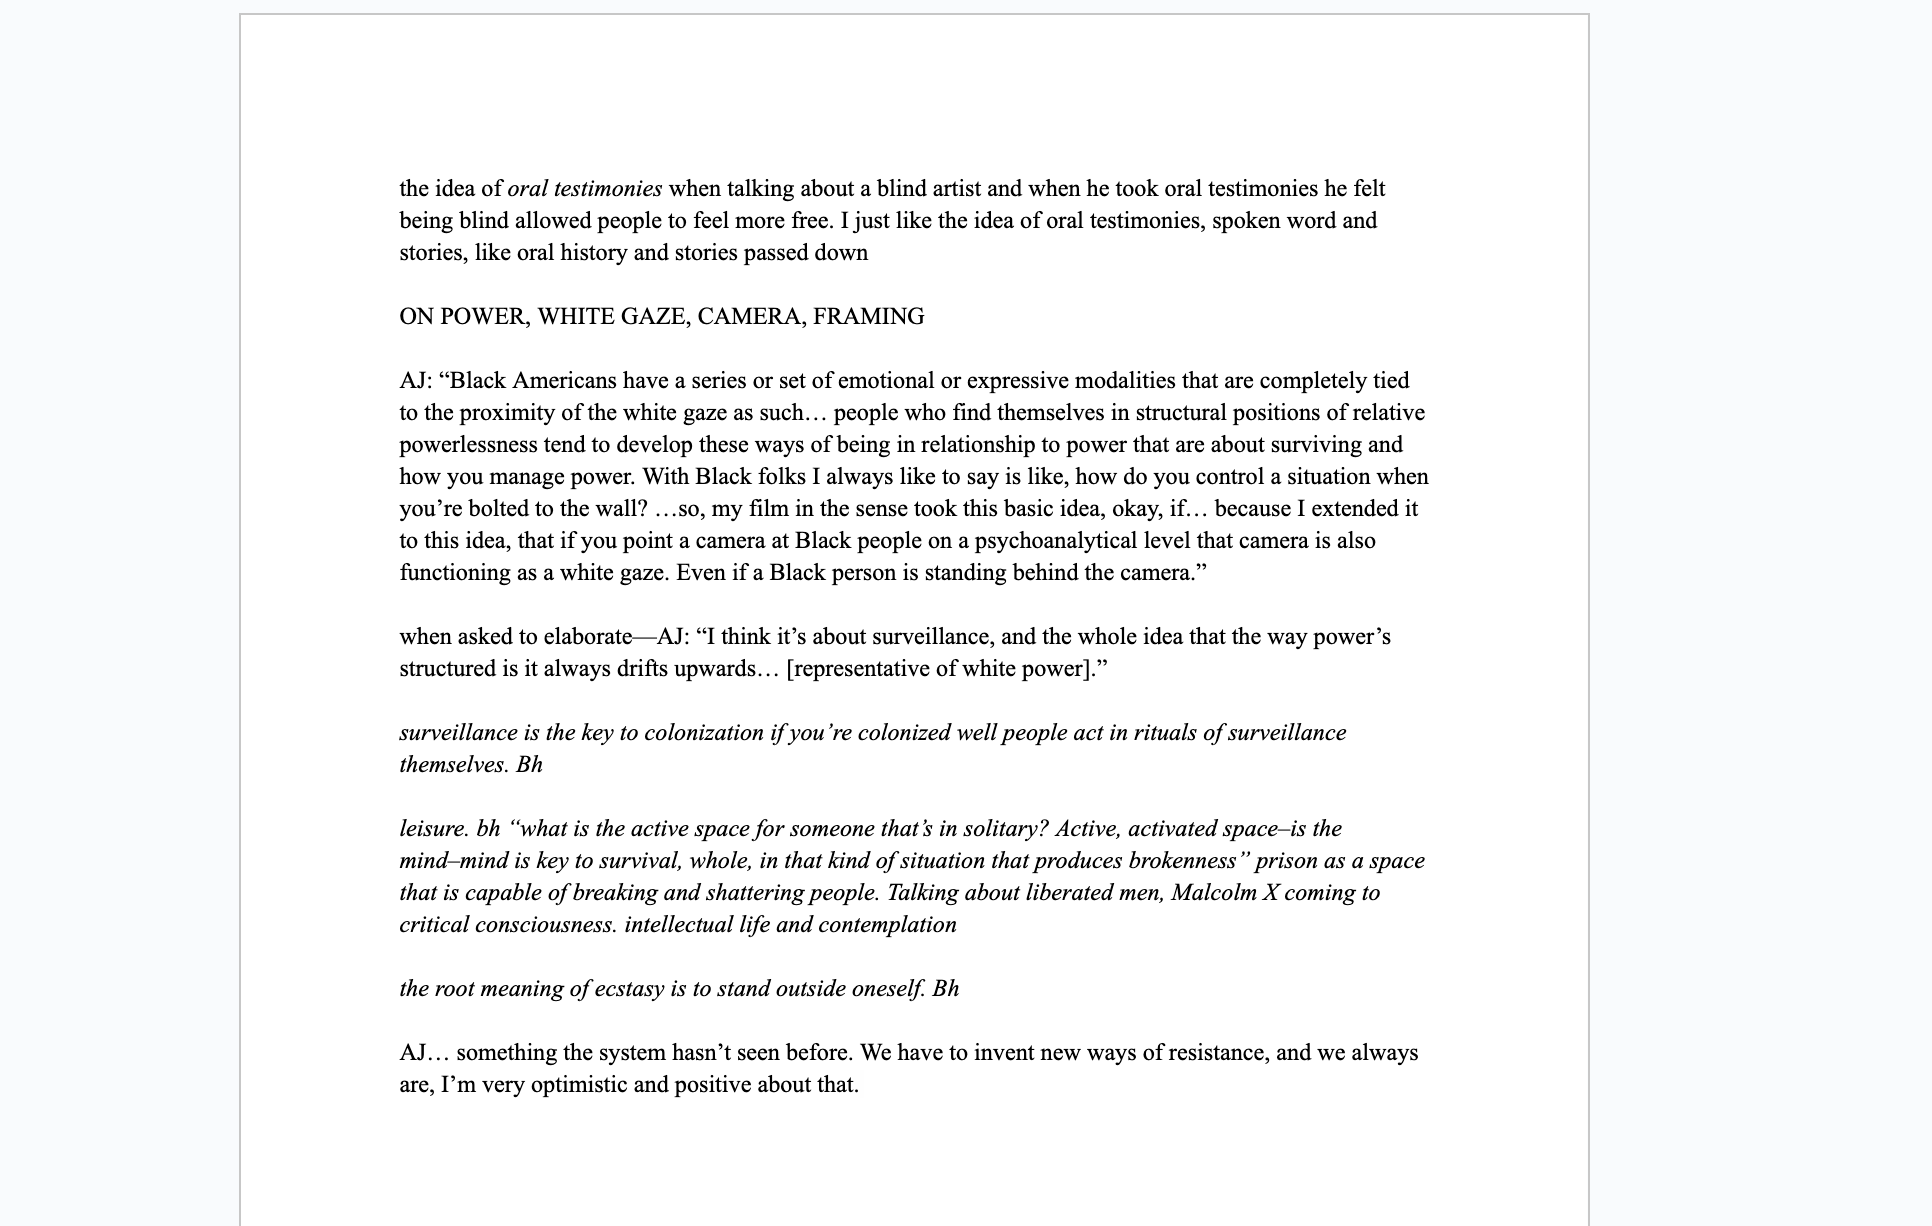 the idea of oral testimonies when talking about a blind artist and when he took oral testimonies he felt
being blind allowed people to feel more free. I just like the idea of oral testimonies, spoken word and
stories, like oral history and stories passed down
ON POWER, WHITE GAZE, CAMERA, FRAMING
AJ: “Black Americans have a series or set of emotional or expressive modalities that are completely tied
to the proximity of the white gaze as such… people who find themselves in structural positions of relative
powerlessness tend to develop these ways of being in relationship to power that are about surviving and
how you manage power. With Black folks I always like to say is like, how do you control a situation when
you’re bolted to the wall? …so, my film in the sense took this basic idea, okay, if… because I extended it
to this idea, that if you point a camera at Black people on a psychoanalytical level that camera is also
functioning as a white gaze. Even if a Black person is standing behind the camera.”
when asked to elaborate—AJ: “I think it’s about surveillance, and the whole idea that the way power’s
structured is it always drifts upwards… [representative of white power].”
surveillance is the key to colonization if you’re colonized well people act in rituals of surveillance
themselves. Bh
leisure. bh “what is the active space for someone that’s in solitary? Active, activated space–is the
mind–mind is key to survival, whole, in that kind of situation that produces brokenness” prison as a space
that is capable of breaking and shattering people. Talking about liberated men, Malcolm X coming to
critical consciousness. intellectual life and contemplation
the root meaning of ecstasy is to stand outside oneself. Bh
AJ… something the system hasn’t seen before. We have to invent new ways of resistance, and we always
are, I’m very optimistic and positive about that.